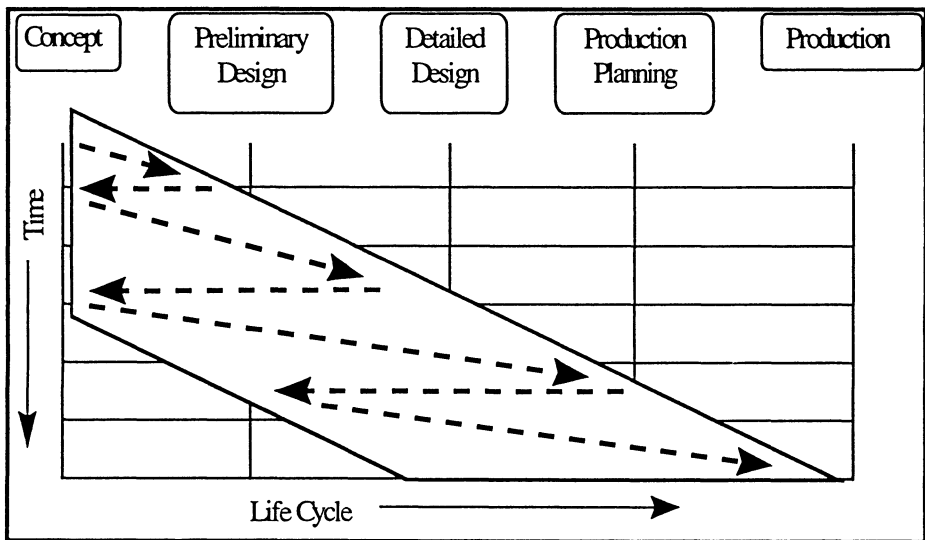 Concept
Preliminary
Design
Detailed
Design
Production
Planning
Production
Time
Life Cycle